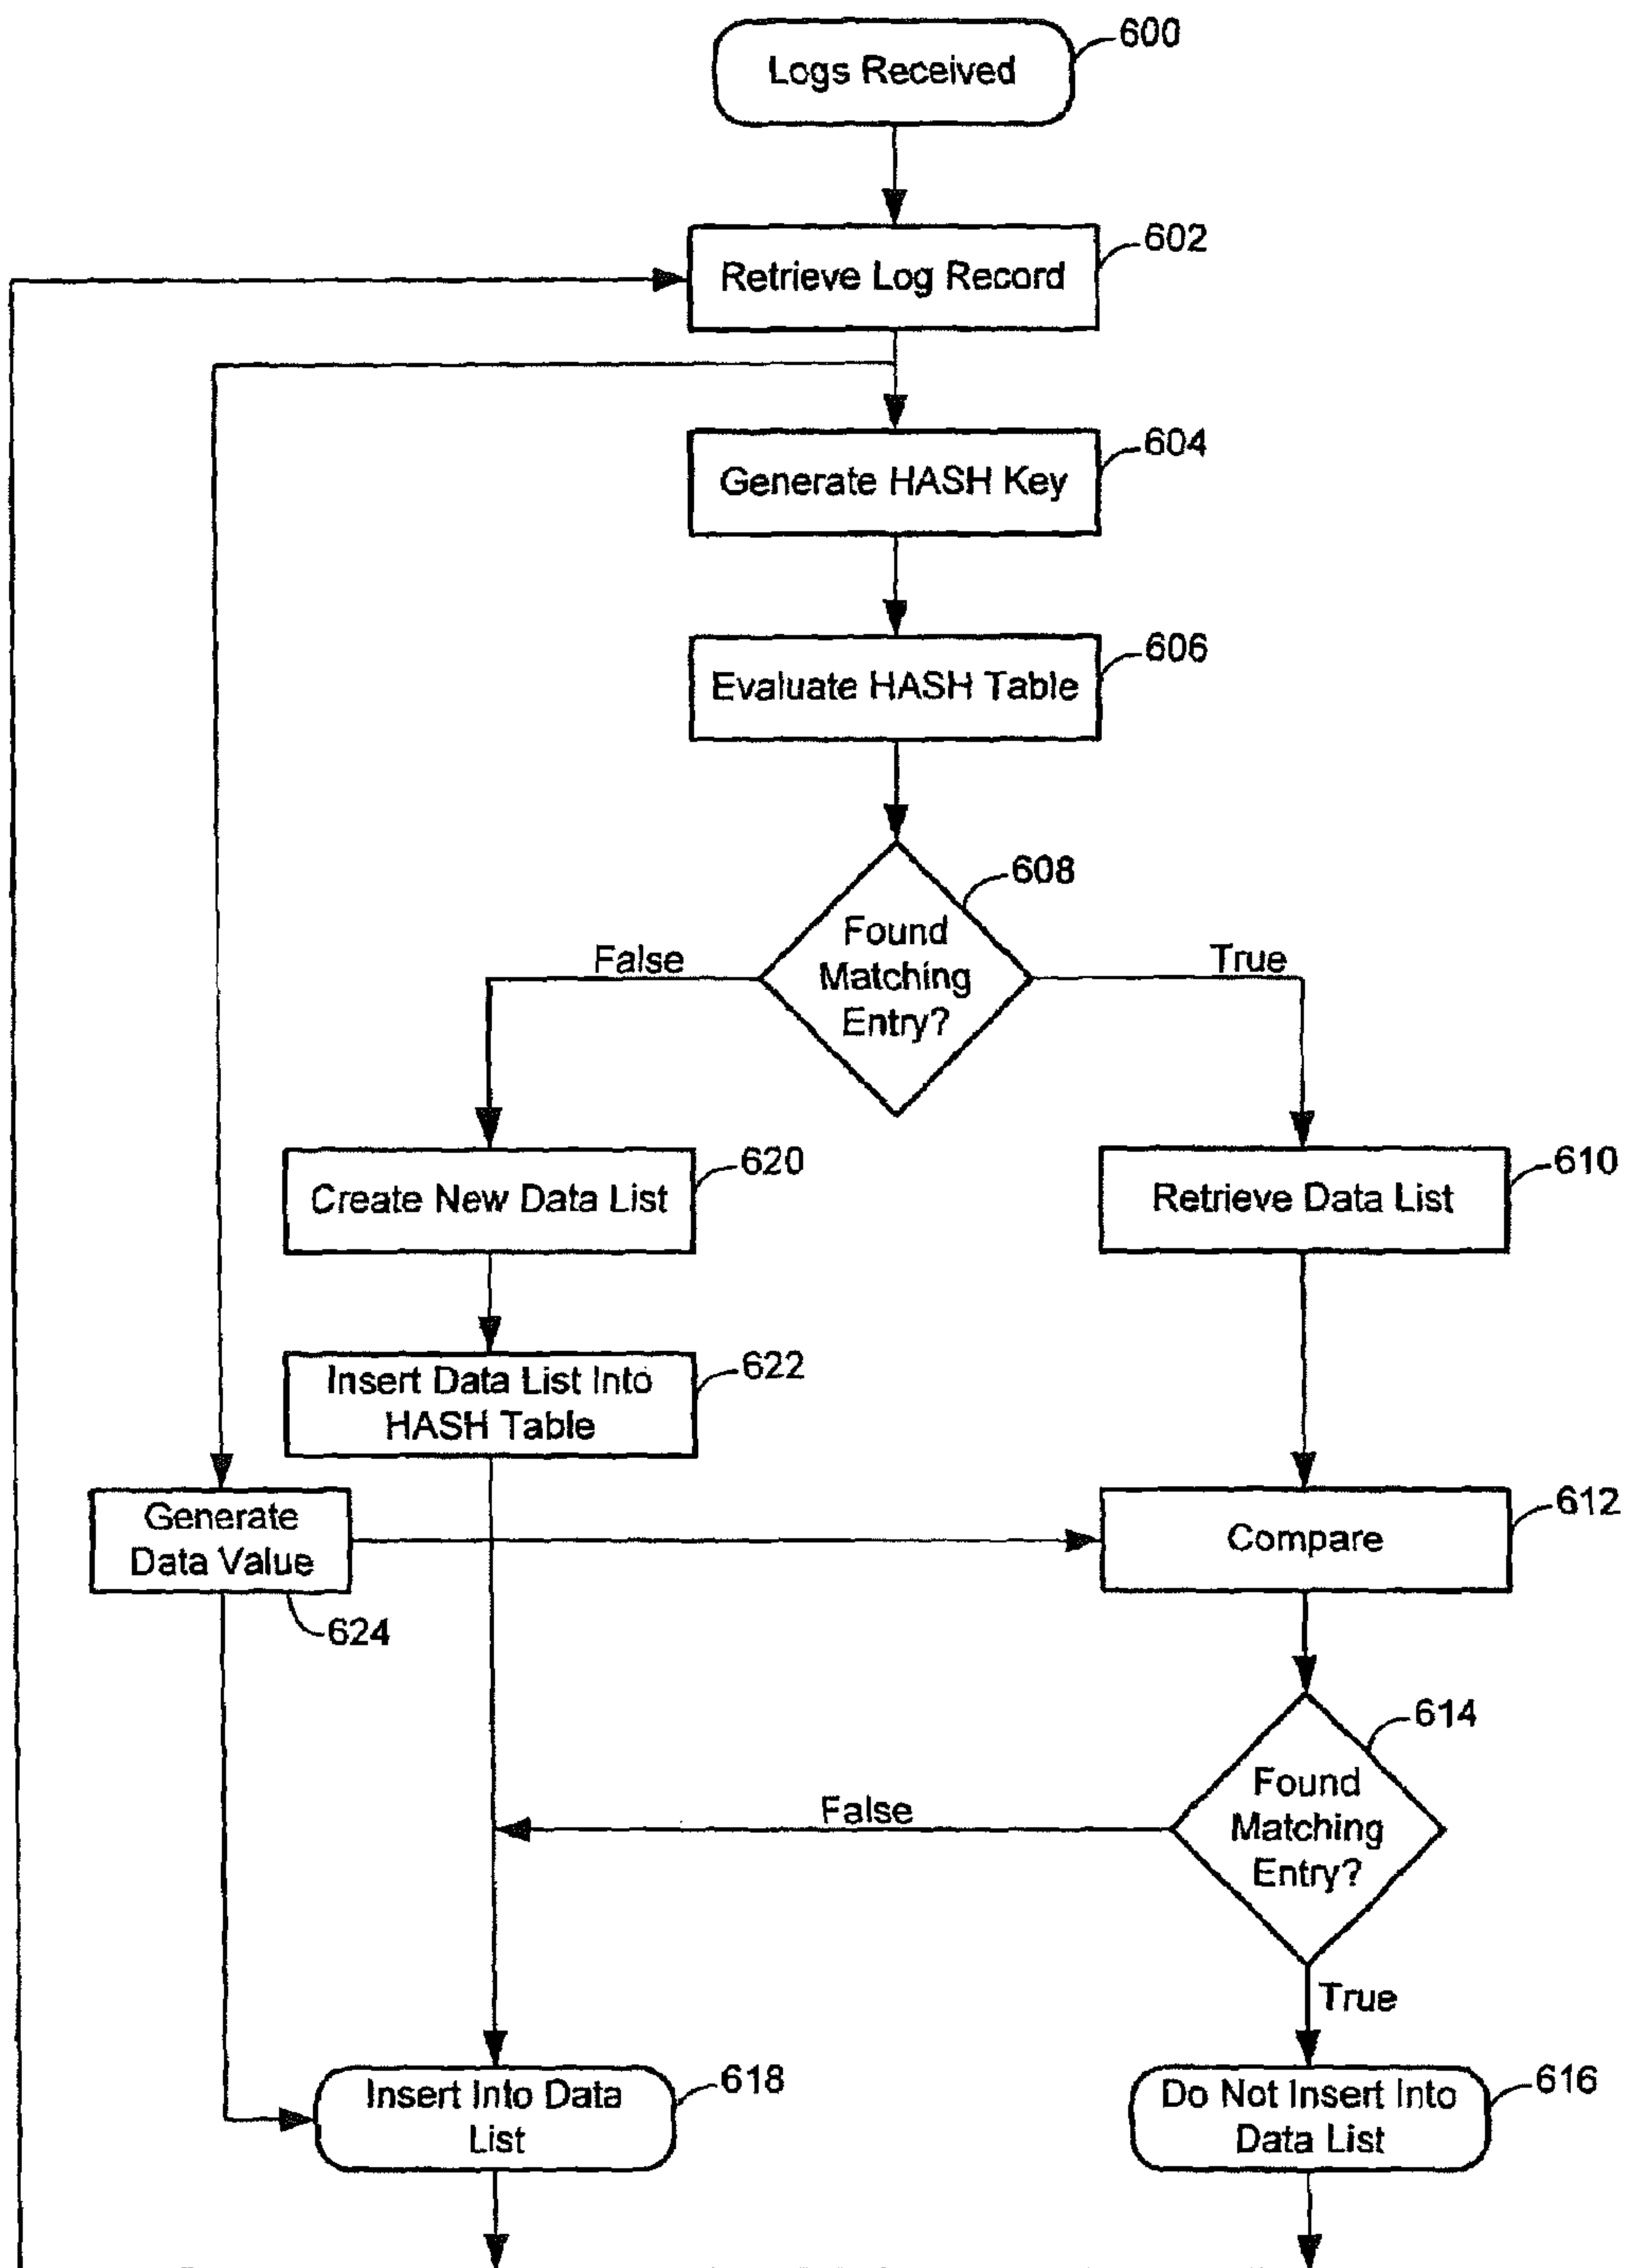 600
Logs Received
602
Retrieve Log Record
604
Generate HASH Key
606
Evaluate HASH Table
608
Found
Matching
Entry?
False
True
620
Create New Data List
610
Retrieve Data List
622
Insert Data List Into
HASH Table
Generate
Data Value
624
612
Compare
614
Found
Matching
Entry?
False
True
618
Insert Into Data
List
616
Do Not Insert Into
Data List